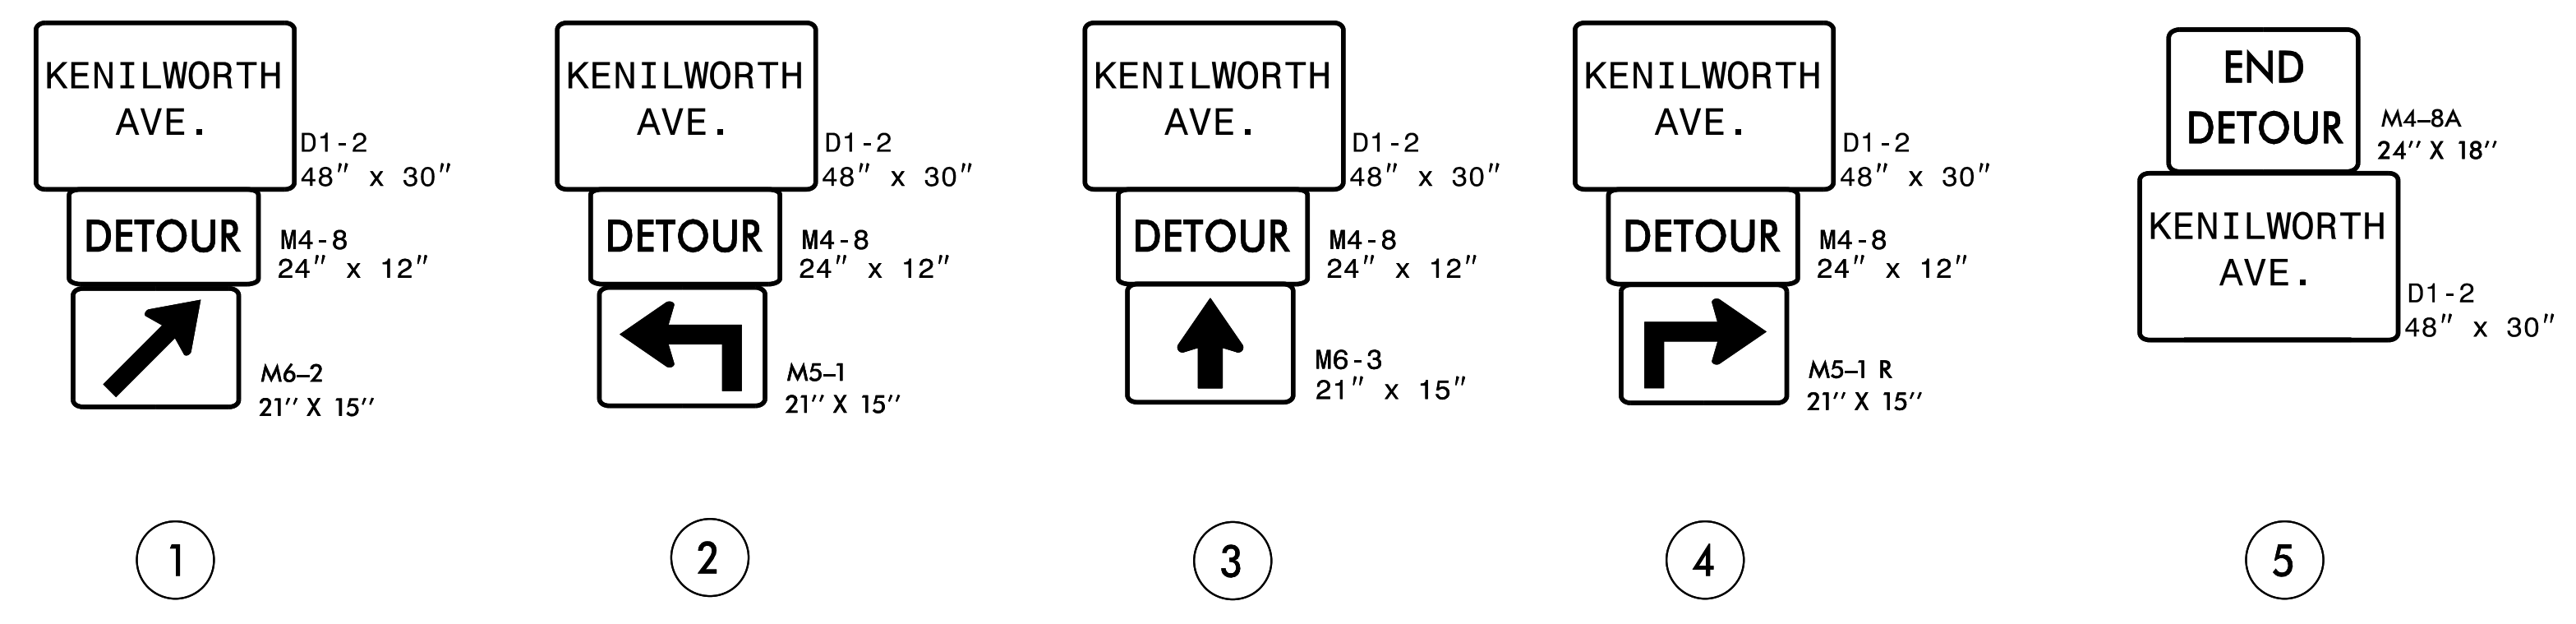 KENILWORTH
AVE.
D1-2
48" x 30"
DETOUR
M4-8
24" x 12"
M6-2
21" X 15"
1
KENILWORTH
AVE.
D1-2
48" x 30"
DETOUR
M4-8
24" x 12"
M5-1
21" X 15"
2
KENILWORTH
AVE.
D1-2
48" x 30"
DETOUR
M4-8
24" x 12"
M6-3
21" x 15"
3
KENILWORTH
AVE.
D1-2
48" x 30"
DETOUR
M4-8
24" x 12"
M5-1 R
21" X 15"
4
END
DETOUR
M4-8A
24" X 18"
KENILWORTH
AVE.
D1-2
48" x 30"
5